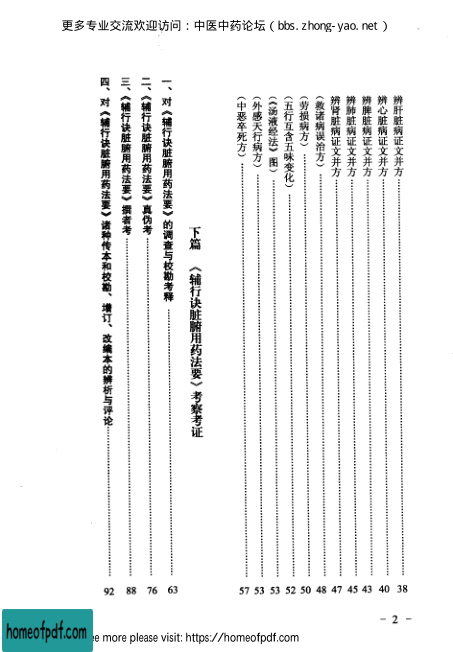 更多专业交流欢迎访问：中医中药论坛（bbs.zhong-yao.net）
辨肝脏病证文并方 38
辨心脏病证文并方 40
辨脾脏病证文并方 43
辨肺脏病证文并方 45
辨肾脏病证文并方 47
（救诸病误治方） 48
（劳损病方） 50
（五行互含五味变化） 52
（《汤液经法》图） 53
（外感天行病方） 53
（中恶卒死方） 57
下篇 《辅行诀脏腑用药法要》考察考证
一、对《辅行诀脏腑用药法要》的调查与校勘考释 63
二、《辅行诀脏腑用药法要》真伪考 76
三、《辅行诀脏腑用药法要》撰者考 88
四、对《辅行诀脏腑用药法要》诸种传本和校勘、增订、改编本的辨析与评论 92
- 2 -
homeofpdf.com
ee more please visit: https://homeofpdf.com